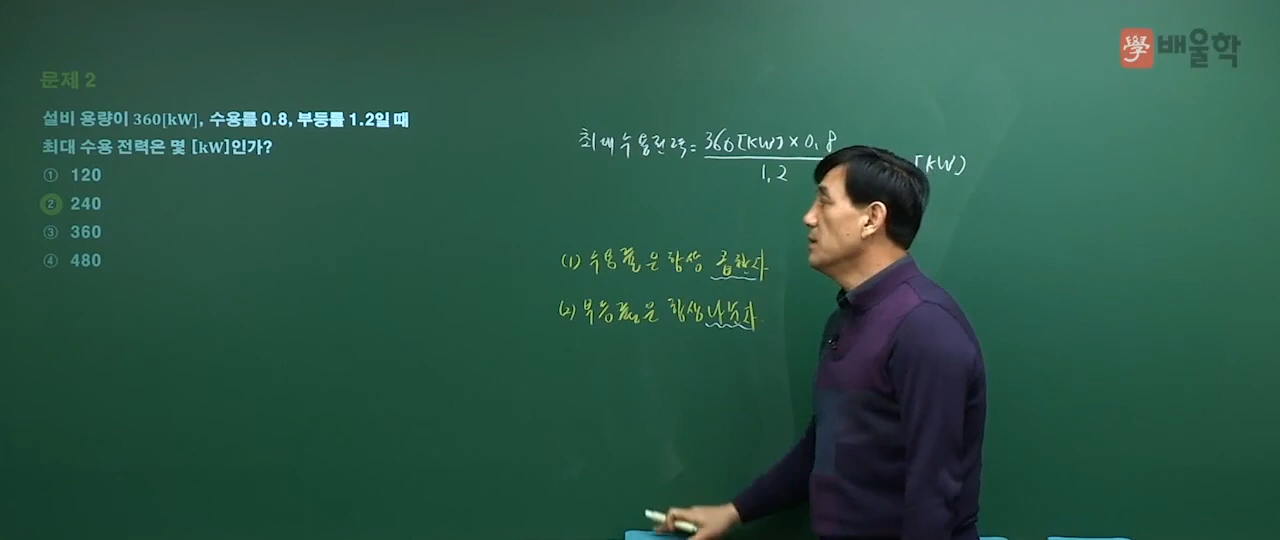 學 배울학
문제 2
설비 용량이 360[kW], 수용률 0.8, 부등률 1.2일 때
최대 수용 전력은 몇 [kW]인가?
① 120
② 240
③ 360
④ 480
최대수용전력 = 360[kW]×0.8
1.2
[kW]
(1) 수용률은 항상 곱한다
(2) 부등률은 항상 나눈다.